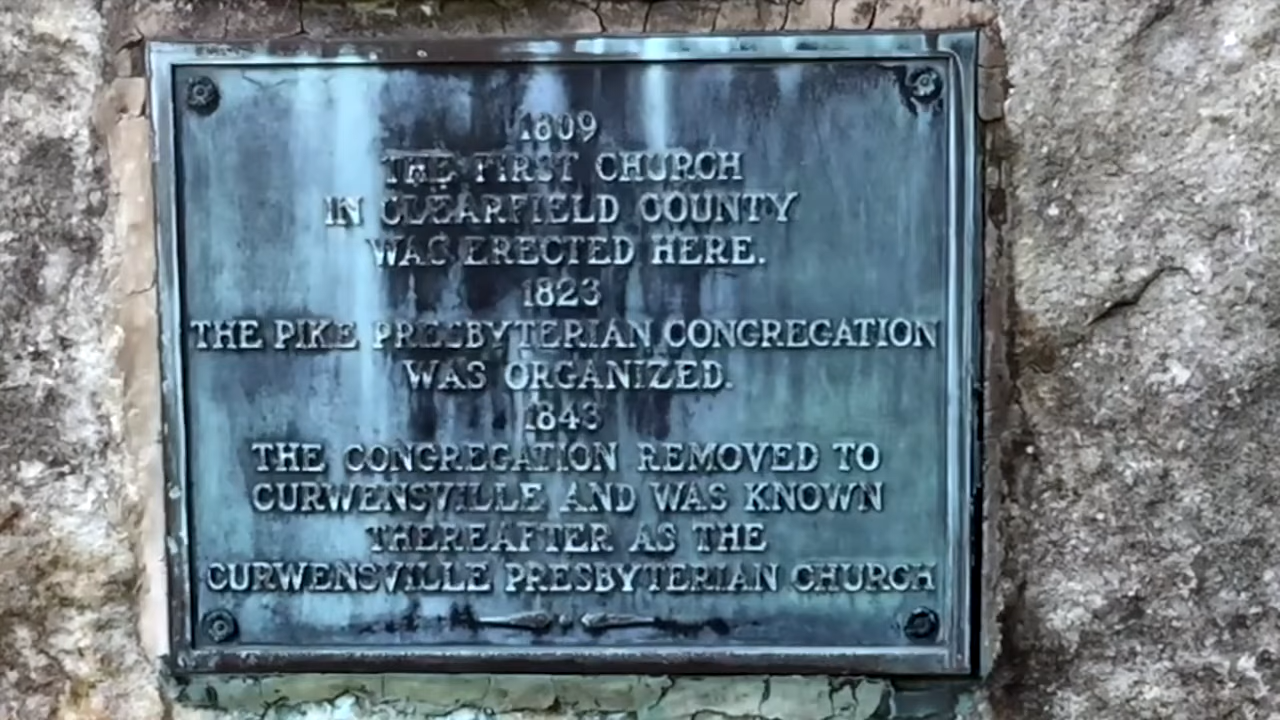 1809
THE FIRST CHURCH
IN CLEARFIELD COUNTY
WAS ERECTED HERE.
1823
THE PIKE PRESBYTERIAN CONGREGATION
WAS ORGANIZED.
1843
THE CONGREGATION REMOVED TO
CURWENSVILLE AND WAS KNOWN
THEREAFTER AS THE
CURWENSVILLE PRESBYTERIAN CHURCH